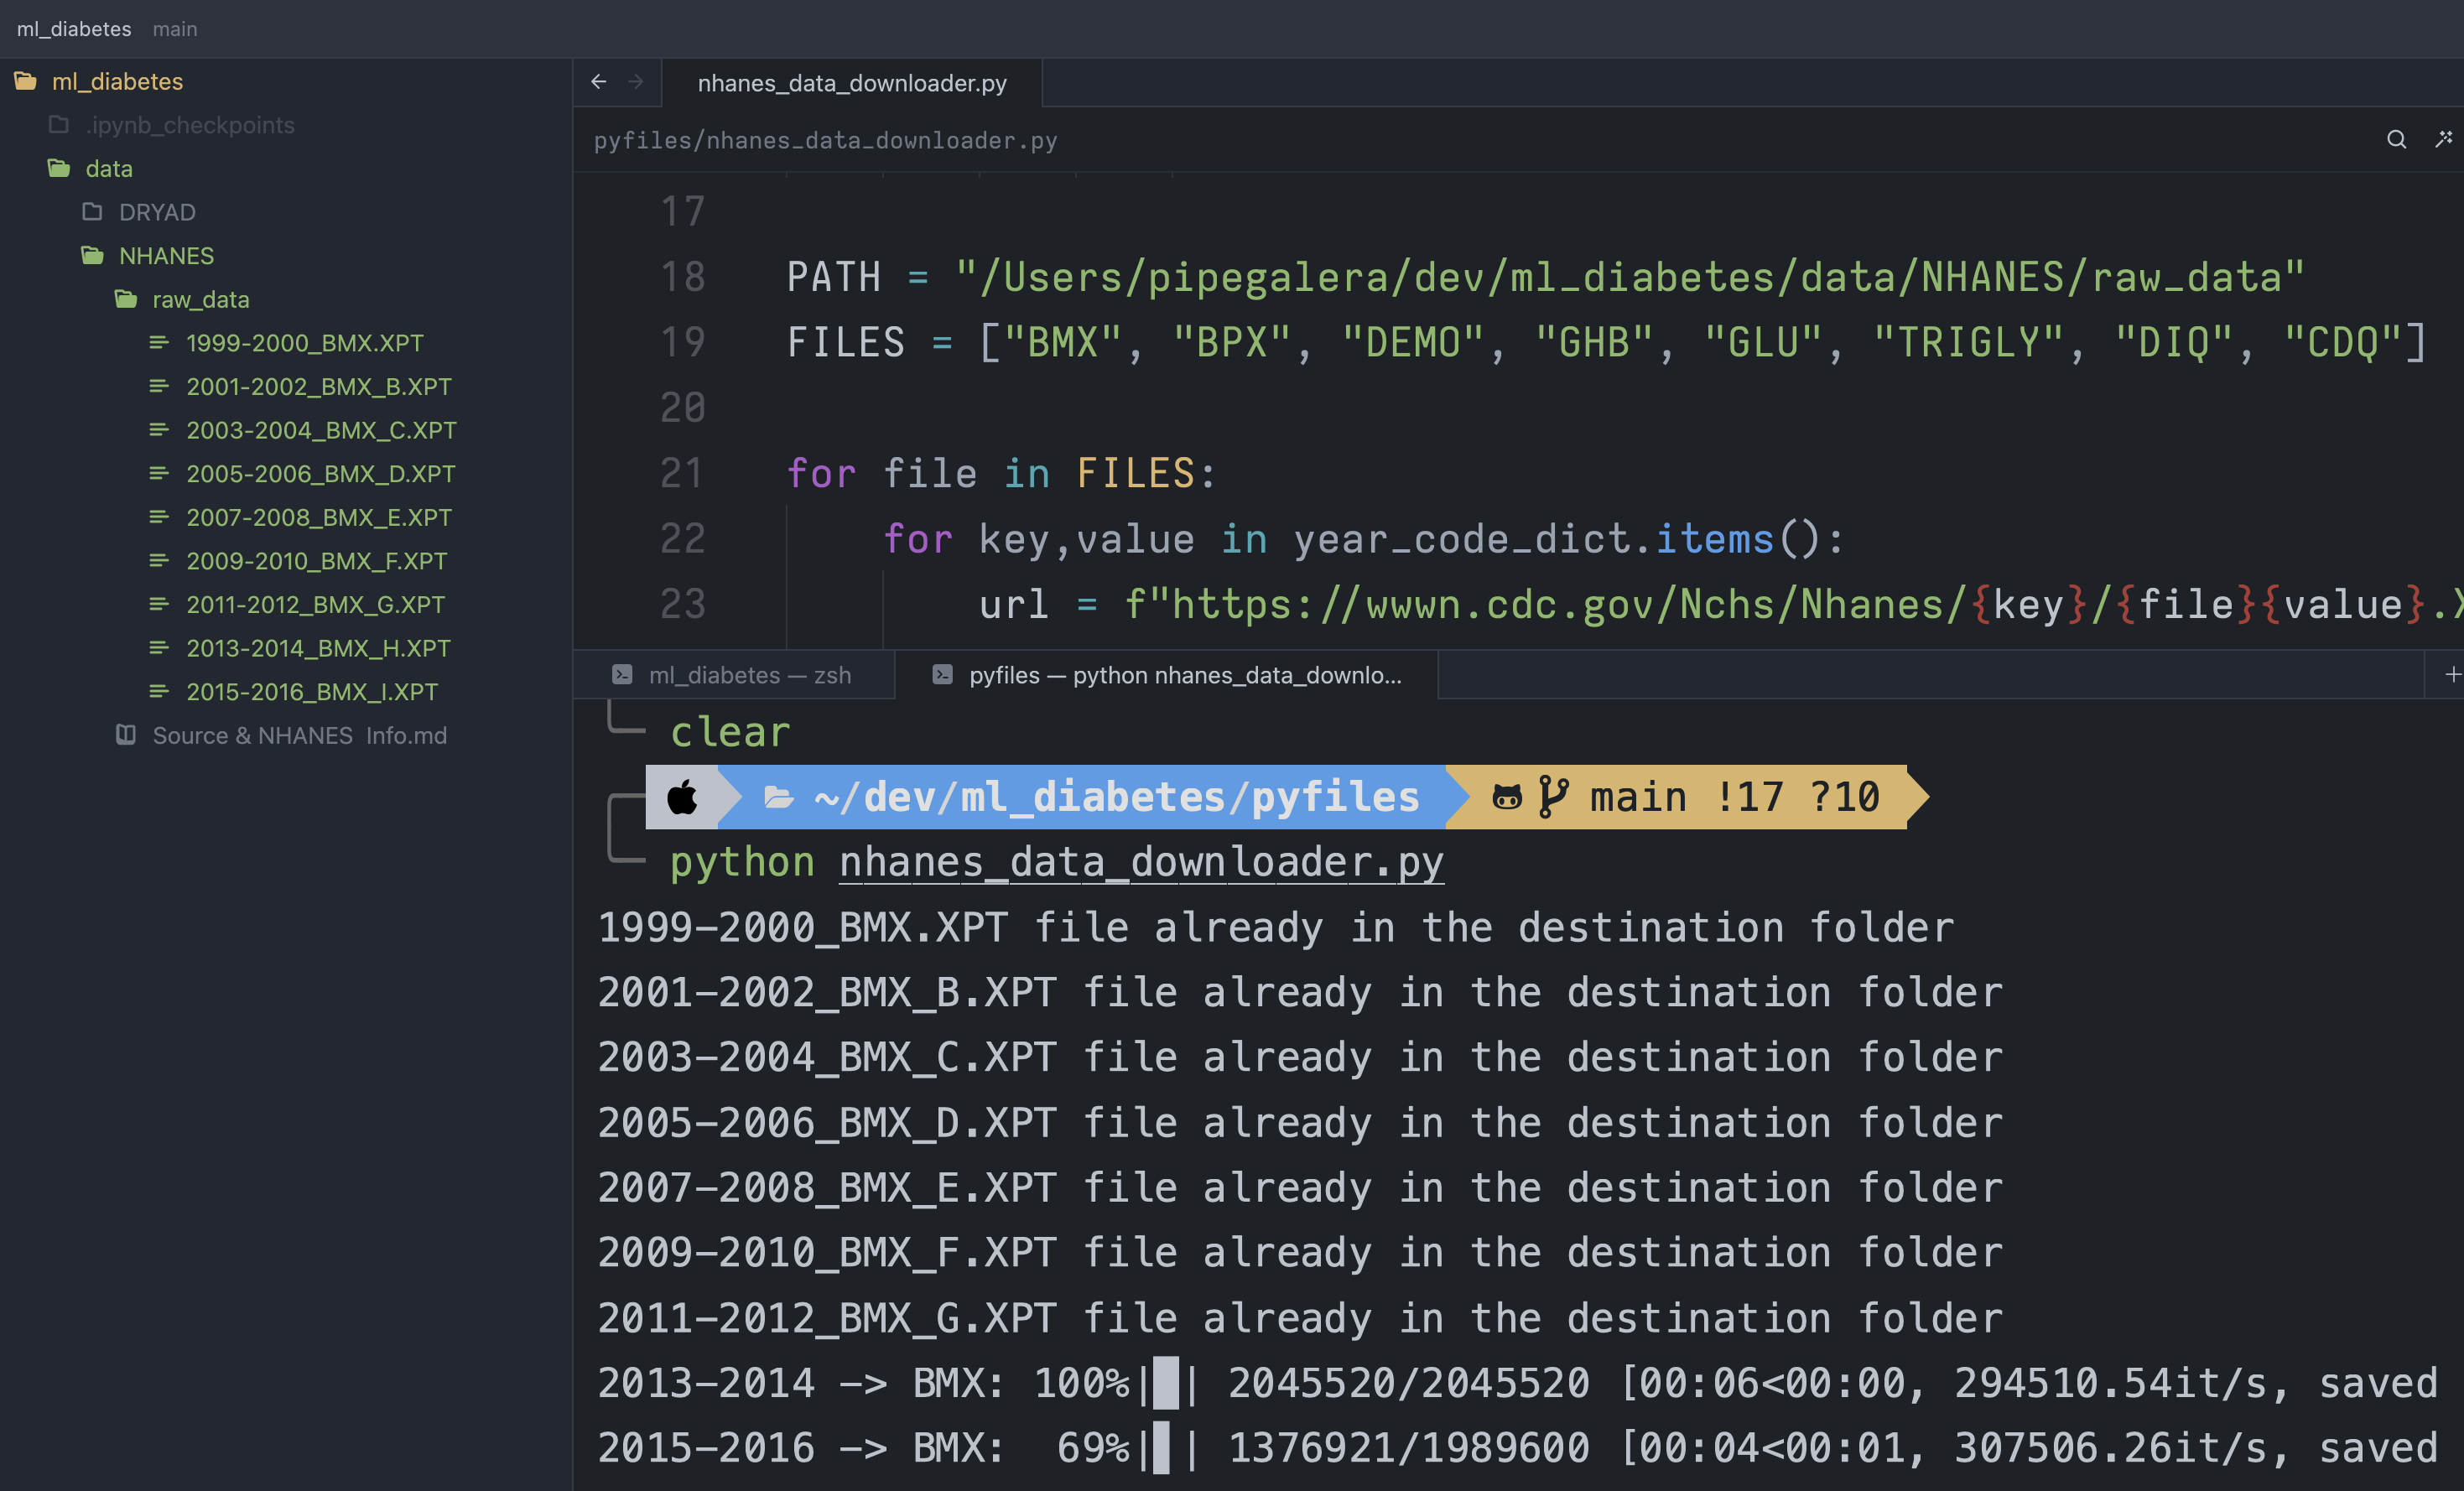 ml_diabetes main
ml_diabetes
.ipynb_checkpoints
data
DRYAD
NHANES
raw_data
1999-2000_BMX.XPT
2001-2002_BMX_B.XPT
2003-2004_BMX_C.XPT
2005-2006_BMX_D.XPT
2007-2008_BMX_E.XPT
2009-2010_BMX_F.XPT
2011-2012_BMX_G.XPT
2013-2014_BMX_H.XPT
2015-2016_BMX_I.XPT
Source & NHANES Info.md
nhanes_data_downloader.py
pyfiles/nhanes_data_downloader.py
17
18 PATH = "/Users/pipegalera/dev/ml_diabetes/data/NHANES/raw_data"
19 FILES = ["BMX", "BPX", "DEMO", "GHB", "GLU", "TRIGLY", "DIQ", "CDQ"]
20
21 for file in FILES:
22 for key,value in year_code_dict.items():
23 url = f"https://wwwn.cdc.gov/Nchs/Nhanes/{key}/{file}{value}.X
ml_diabetes — zsh
pyfiles — python nhanes_data_downlo...
clear
~/dev/ml_diabetes/pyfiles main !17 ?10
python nhanes_data_downloader.py
1999-2000_BMX.XPT file already in the destination folder
2001-2002_BMX_B.XPT file already in the destination folder
2003-2004_BMX_C.XPT file already in the destination folder
2005-2006_BMX_D.XPT file already in the destination folder
2007-2008_BMX_E.XPT file already in the destination folder
2009-2010_BMX_F.XPT file already in the destination folder
2011-2012_BMX_G.XPT file already in the destination folder
2013-2014 -> BMX: 100%|█| 2045520/2045520 [00:06<00:00, 294510.54it/s, saved
2015-2016 -> BMX:  69%|▋| 1376921/1989600 [00:04<00:01, 307506.26it/s, saved